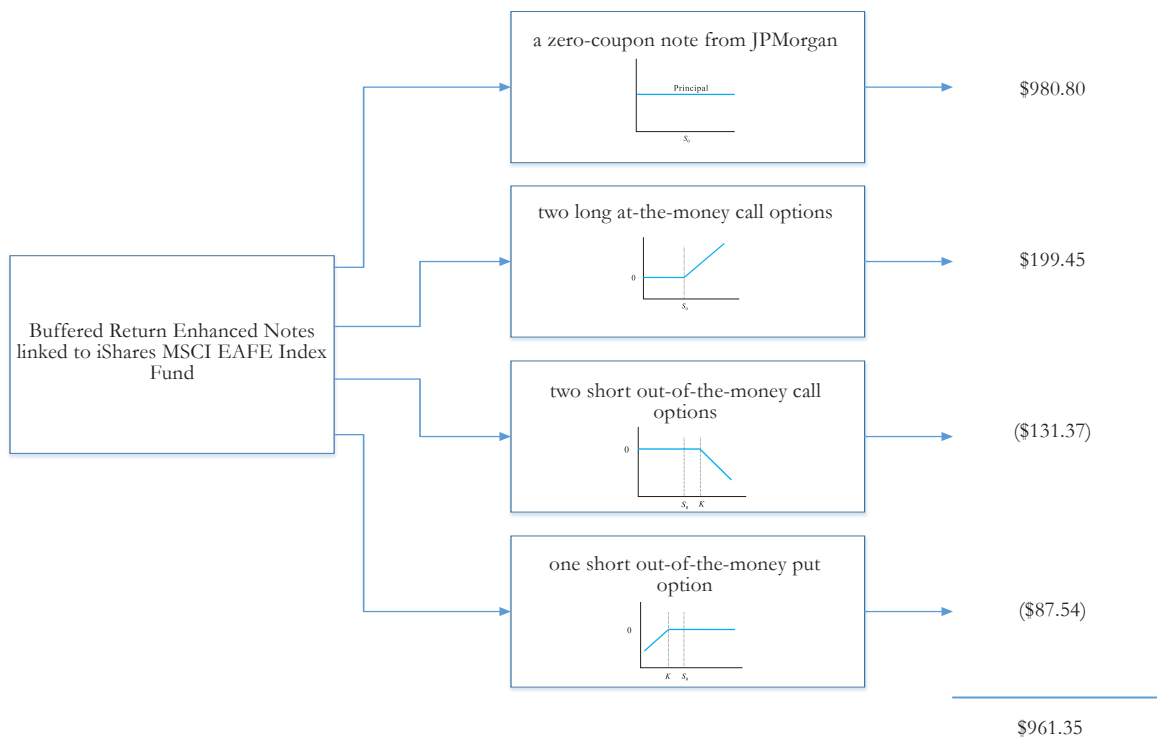 a zero-coupon note from JPMorgan
Principal
S₀
$980.80
two long at-the-money call options
0
S₀
$199.45
Buffered Return Enhanced Notes
linked to iShares MSCI EAFE Index
Fund
two short out-of-the-money call
options
0
S₀ K
($131.37)
one short out-of-the-money put
option
0
K S₀
($87.54)
$961.35